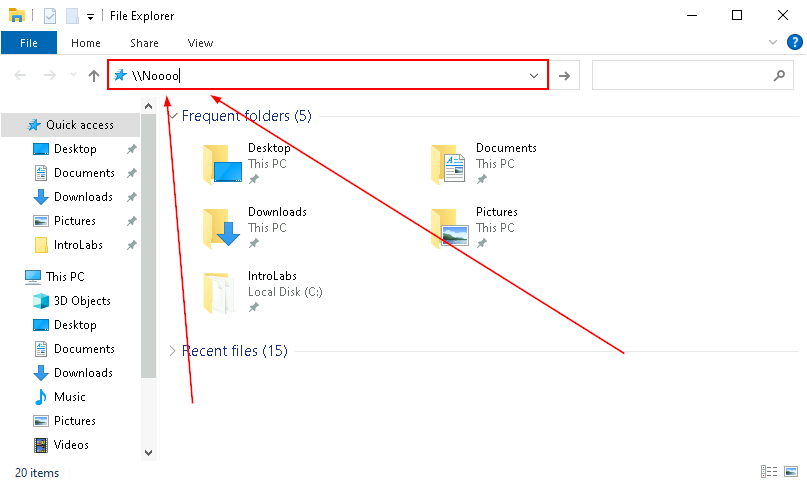 File Explorer
File Home Share View
\\Noooo
Quick access
Desktop
Documents
Downloads
Pictures
IntroLabs
This PC
3D Objects
Desktop
Documents
Downloads
Music
Pictures
Videos
Frequent folders (5)
Desktop
This PC
Documents
This PC
Downloads
This PC
Pictures
This PC
IntroLabs
Local Disk (C:)
Recent files (15)
20 items